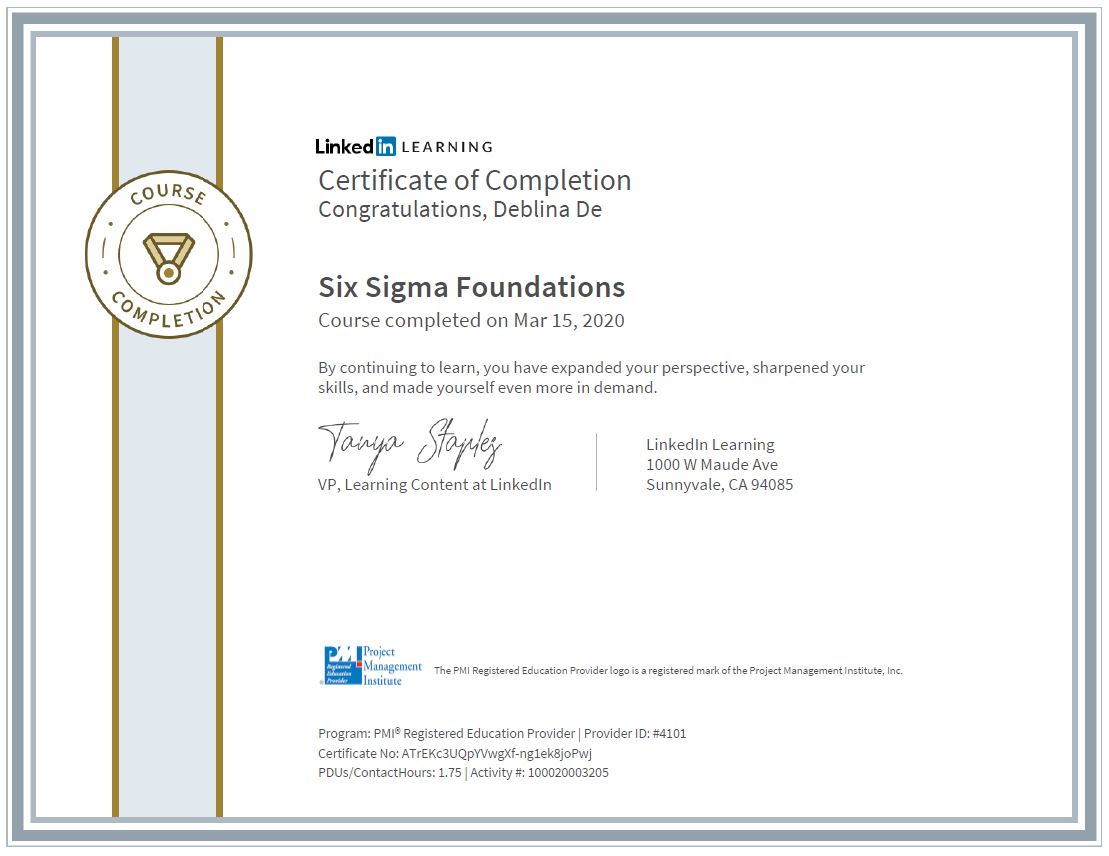 Linked in LEARNING
Certificate of Completion
Congratulations, Deblina De
COURSE
COMPLETION
Six Sigma Foundations
Course completed on Mar 15, 2020
By continuing to learn, you have expanded your perspective, sharpened your
skills, and made yourself even more in demand.
Tanya Staples
VP, Learning Content at LinkedIn
LinkedIn Learning
1000 W Maude Ave
Sunnyvale, CA 94085
PMI
Registered
Education
Provider
Project
Management
Institute
The PMI Registered Education Provider logo is a registered mark of the Project Management Institute, Inc.
Program: PMI® Registered Education Provider | Provider ID: #4101
Certificate No: ATrEKc3UQpYVwgXf-ng1ek8joPwj
PDUs/ContactHours: 1.75 | Activity #: 100020003205